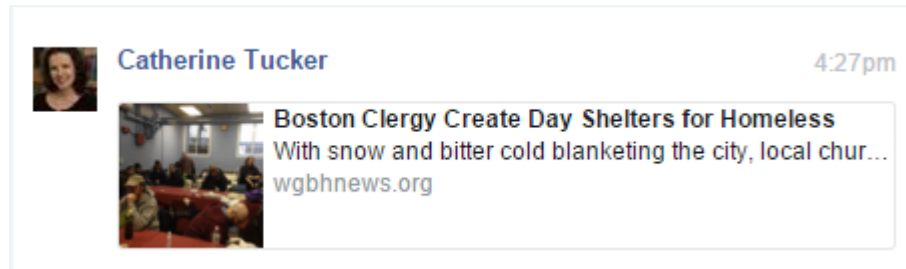 Catherine Tucker
4:27pm
Boston Clergy Create Day Shelters for Homeless
With snow and bitter cold blanketing the city, local chur...
wgbhnews.org